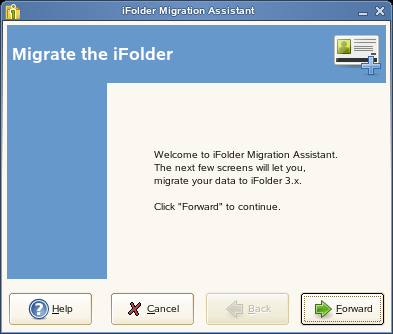 iFolder Migration Assistant
Migrate the iFolder
Welcome to iFolder Migration Assistant.
The next few screens will let you,
migrate your data to iFolder 3.x.
Click "Forward" to continue.
Help Cancel Back Forward